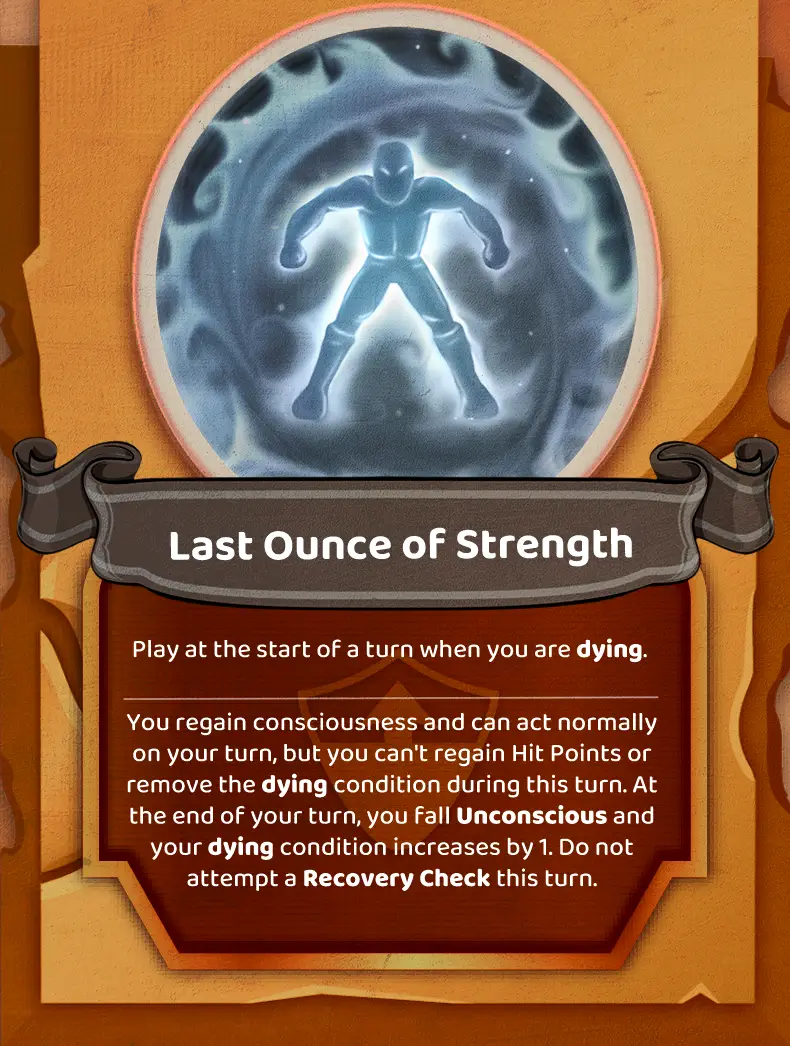 Last Ounce of Strength
Play at the start of a turn when you are dying.
You regain consciousness and can act normally
on your turn, but you can't regain Hit Points or
remove the dying condition during this turn. At
the end of your turn, you fall Unconscious and
your dying condition increases by 1. Do not
attempt a Recovery Check this turn.